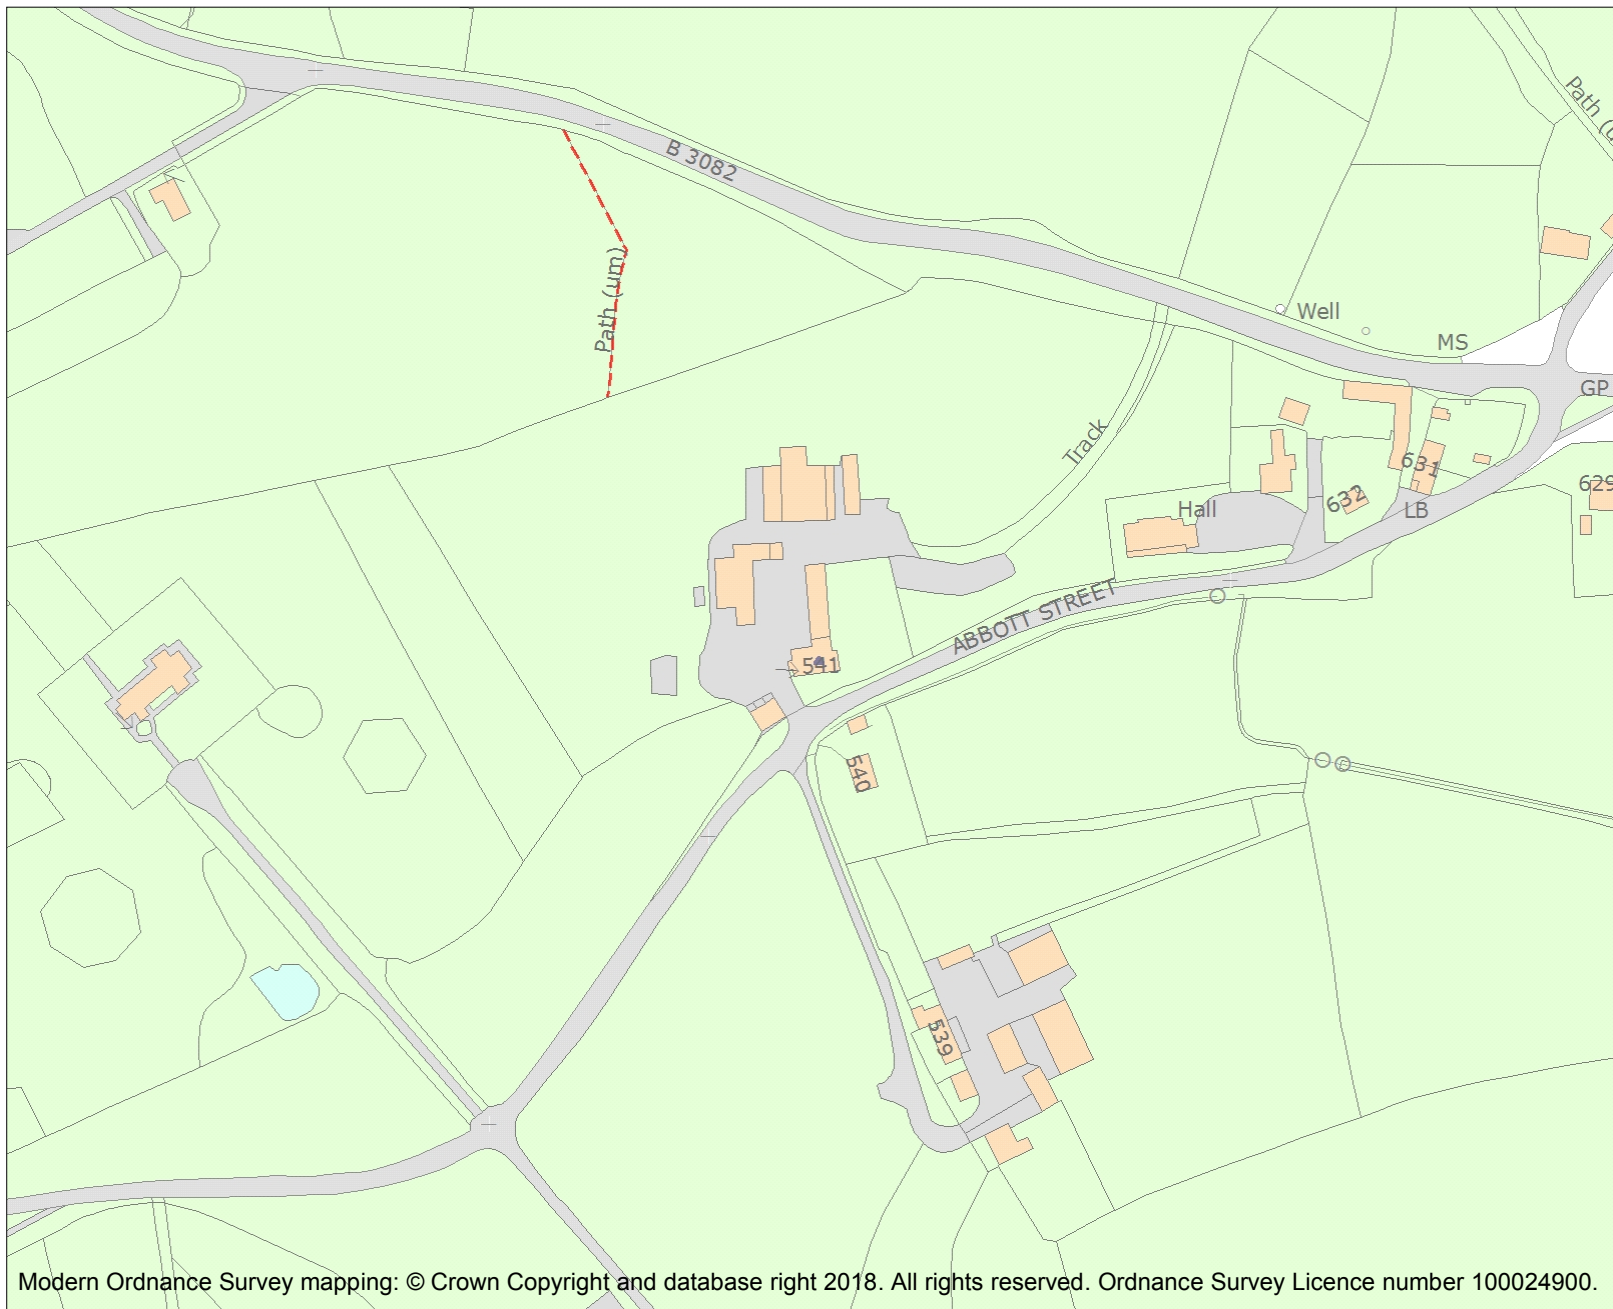 Path (u
B 3082
Path (um)
Well
MS
GP
Track
631
632
629
Hall
LB
ABBOTT STREET
541
540
539
Modern Ordnance Survey mapping: © Crown Copyright and database right 2018. All rights reserved. Ordnance Survey Licence number 100024900.